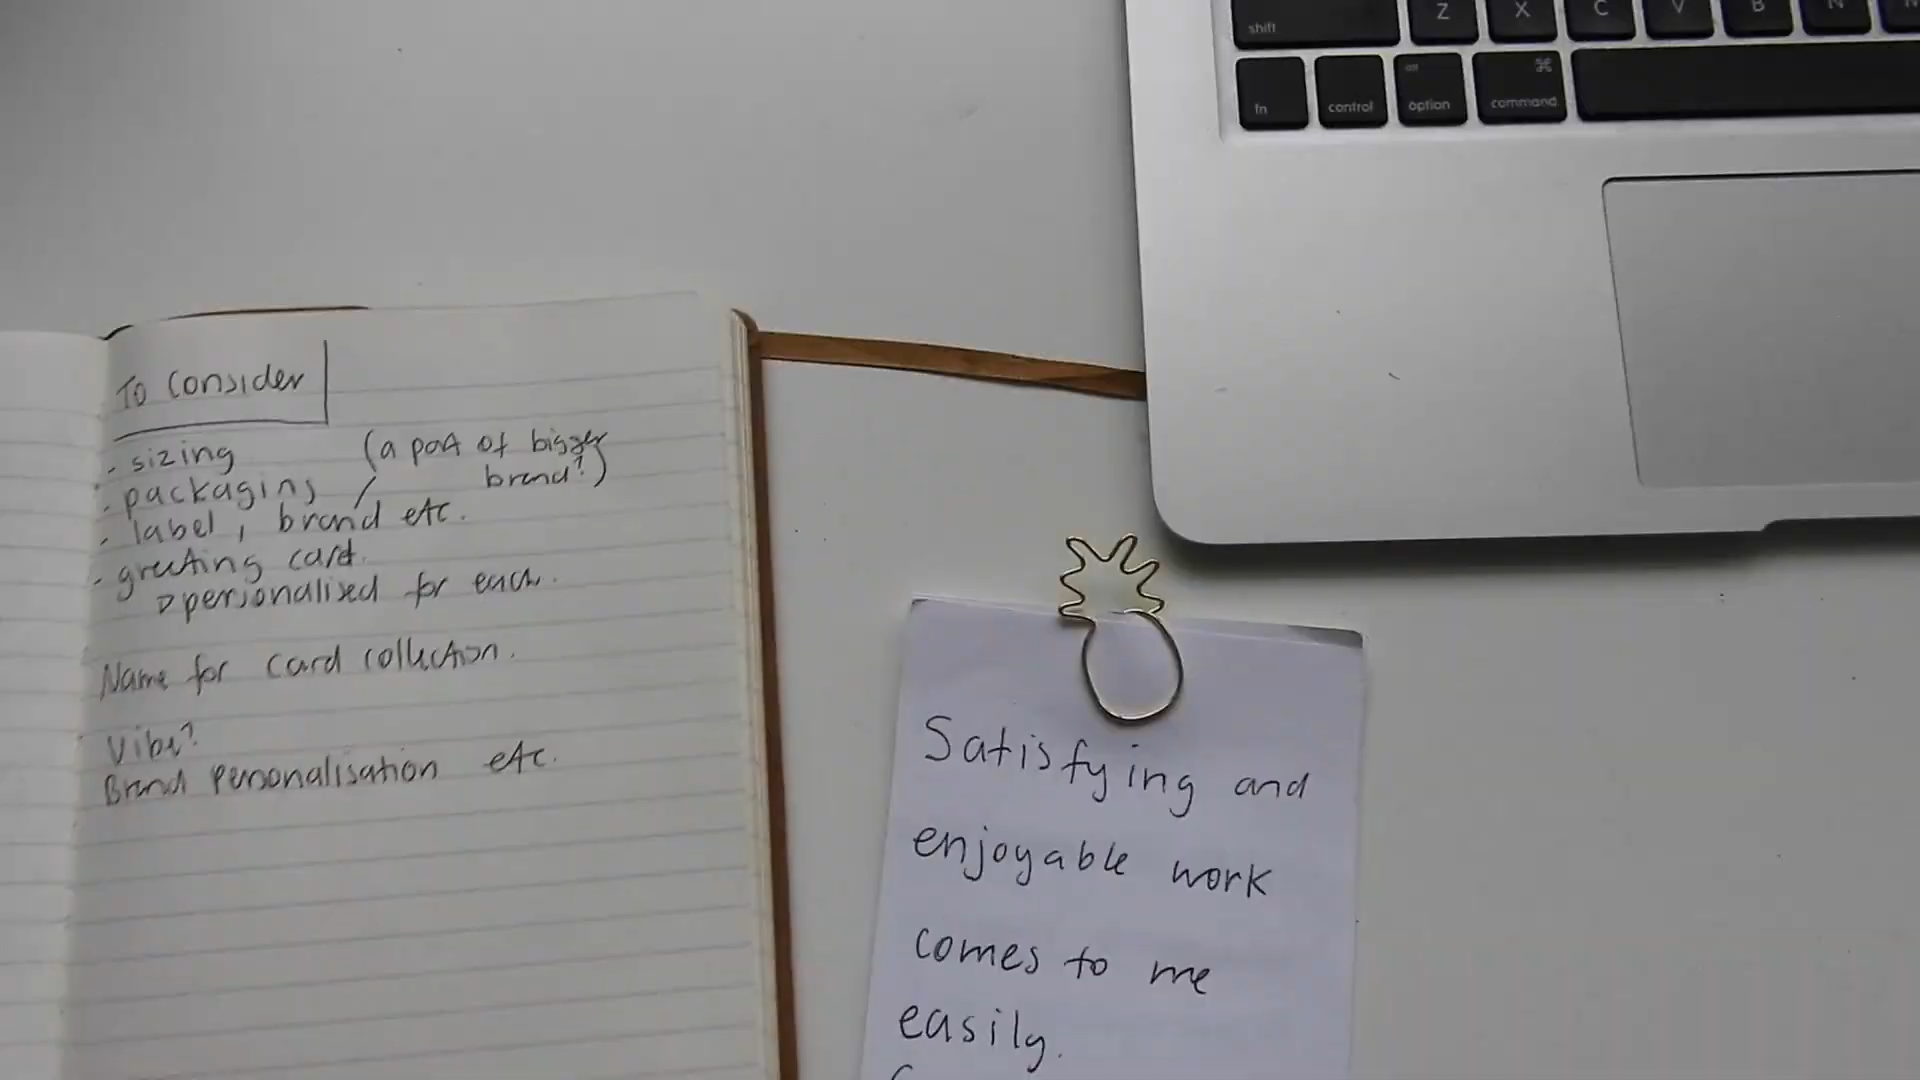 To Consider
- sizing
(a part of bigger
brand?)
- packaging
- label, brand etc.
- greeting card.
personalised for each.
Name for card collection.
Vibe?
Brand personalisation etc.
Satisfying and
enjoyable work
comes to me
easily.
shift
Z X C V B N
fn
control
alt
option
⌘
command